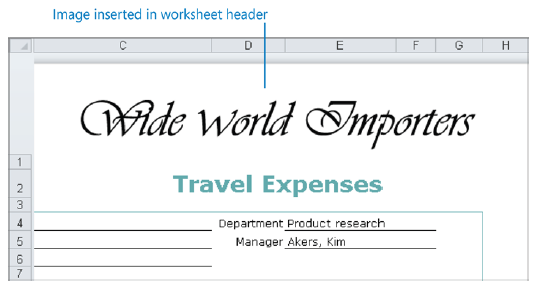 Image inserted in worksheet header
C D E F G H
Wide World Importers
1
2 Travel Expenses
3
4 Department Product research
5 Manager Akers, Kim
6
7